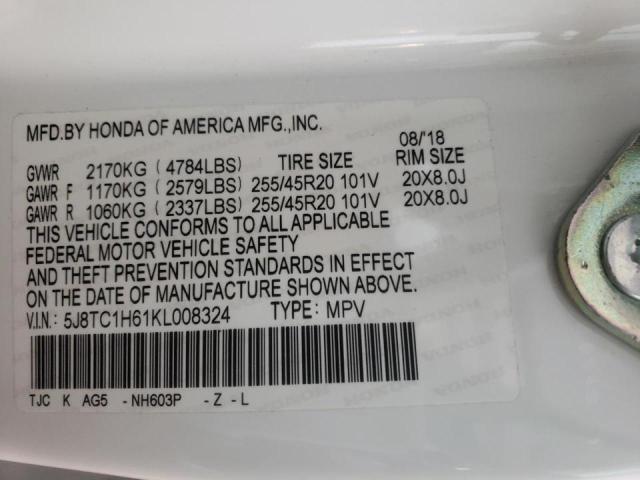 MFD.BY HONDA OF AMERICA MFG.,INC. 08/'18
GVWR 2170KG (4784LBS) TIRE SIZE RIM SIZE
GAWR F 1170KG (2579LBS) 255/45R20 101V 20X8.0J
GAWR R 1060KG (2337LBS) 255/45R20 101V 20X8.0J
THIS VEHICLE CONFORMS TO ALL APPLICABLE
FEDERAL MOTOR VEHICLE SAFETY
AND THEFT PREVENTION STANDARDS IN EFFECT
ON THE DATE OF MANUFACTURE SHOWN ABOVE.
V.I.N.: 5J8TC1H61KL008324 TYPE: MPV
TJC K AG5 -NH603P -Z-L